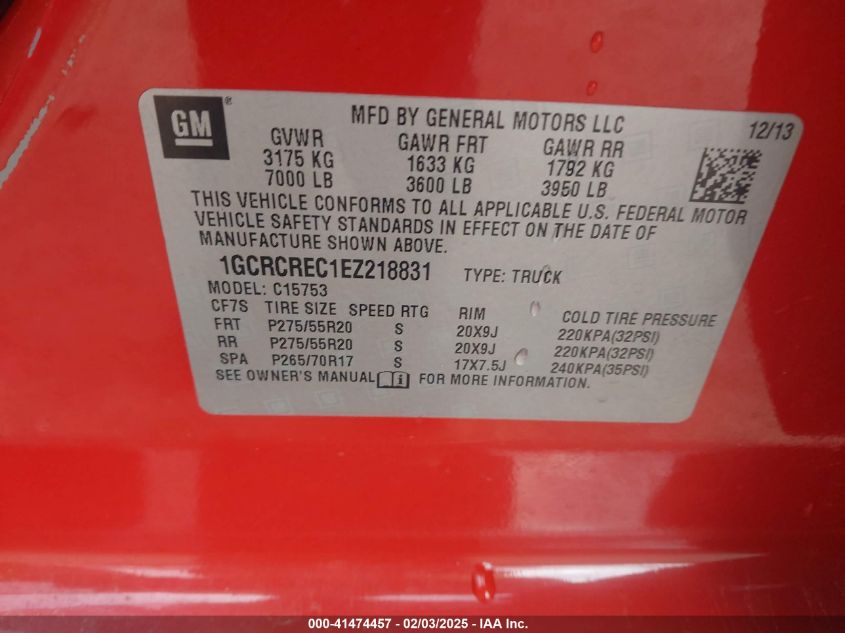 GM ®
MFD BY GENERAL MOTORS LLC 12/13
GVWR GAWR FRT GAWR RR
3175 KG 1633 KG 1792 KG
7000 LB 3600 LB 3950 LB
THIS VEHICLE CONFORMS TO ALL APPLICABLE U.S. FEDERAL MOTOR
VEHICLE SAFETY STANDARDS IN EFFECT ON THE DATE OF
MANUFACTURE SHOWN ABOVE.
1GCRCREC1EZ218831 TYPE: TRUCK
MODEL: C15753
CF7S TIRE SIZE SPEED RTG RIM COLD TIRE PRESSURE
FRT P275/55R20 S 20X9J 220KPA(32PSI)
RR P275/55R20 S 20X9J 220KPA(32PSI)
SPA P265/70R17 S 17X7.5J 240KPA(35PSI)
SEE OWNER'S MANUAL FOR MORE INFORMATION.
000-41474457 - 02/03/2025 - IAA Inc.